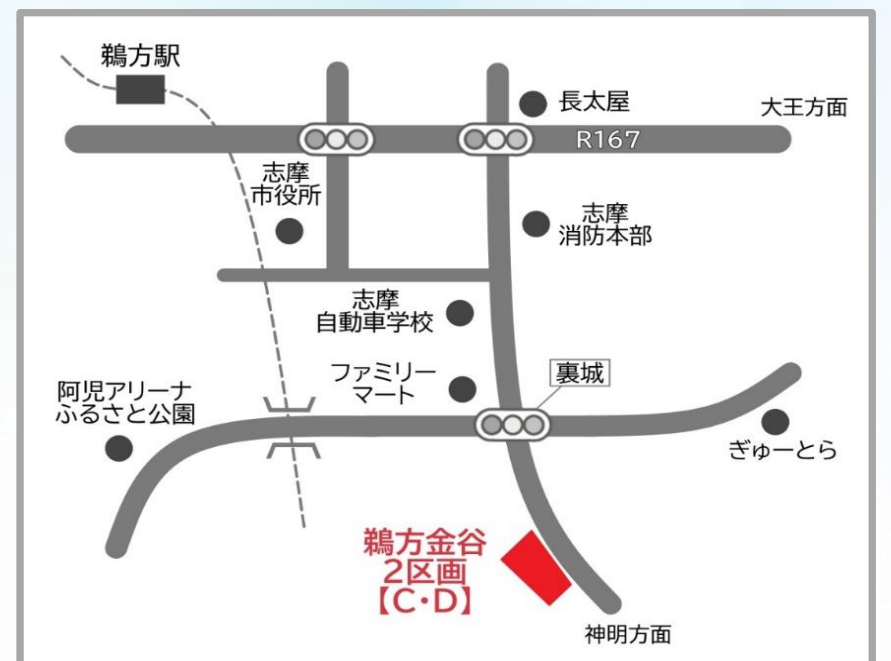 鵜方駅
長太屋
大王方面
R167
志摩
市役所
志摩
消防本部
志摩
自動車学校
ファミリー
マート
裏城
阿児アリーナ
ふるさと公園
ぎゅーとら
鵜方金谷
2区画
【C・D】
神明方面